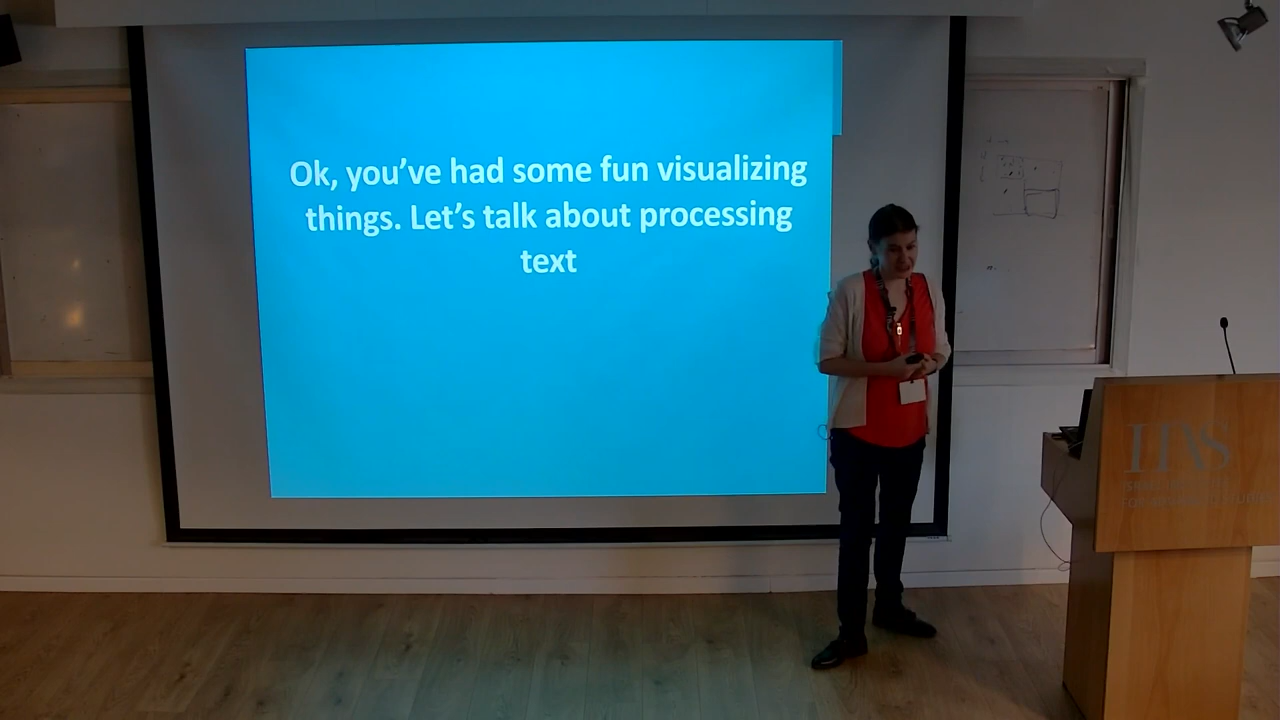 Ok, you've had some fun visualizing
things. Let's talk about processing
text
IIAS